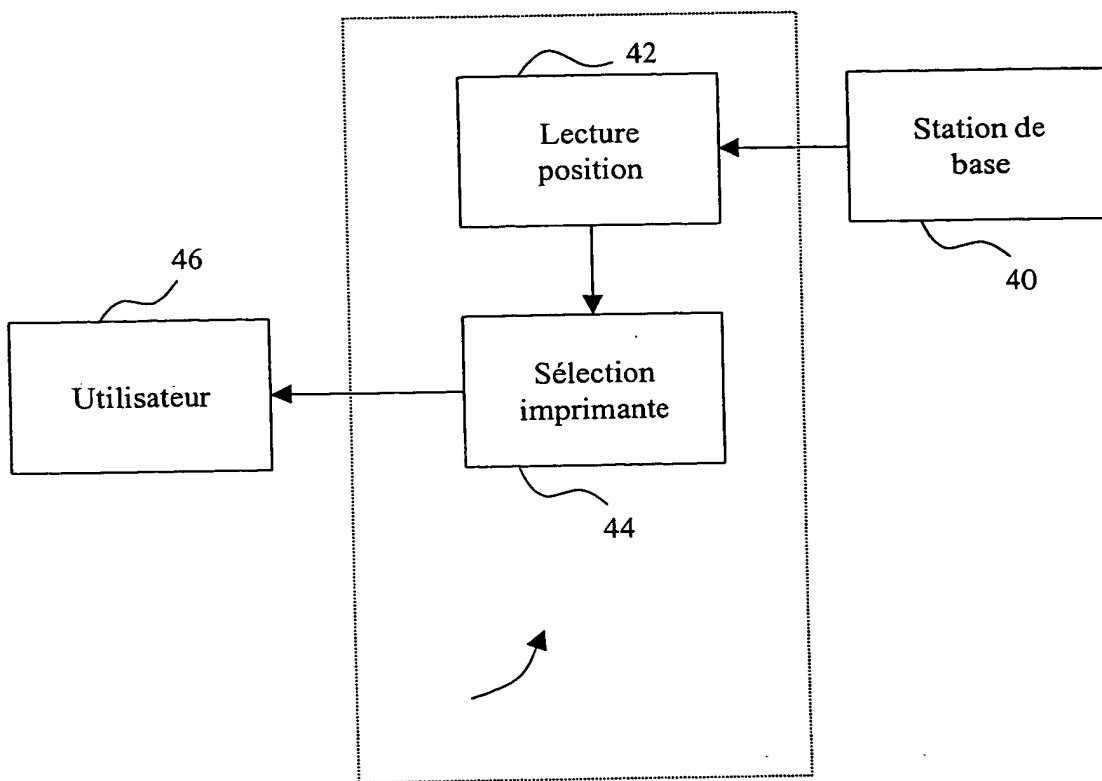 42
Lecture
position
Station de
base
40
46
Utilisateur
Sélection
imprimante
44